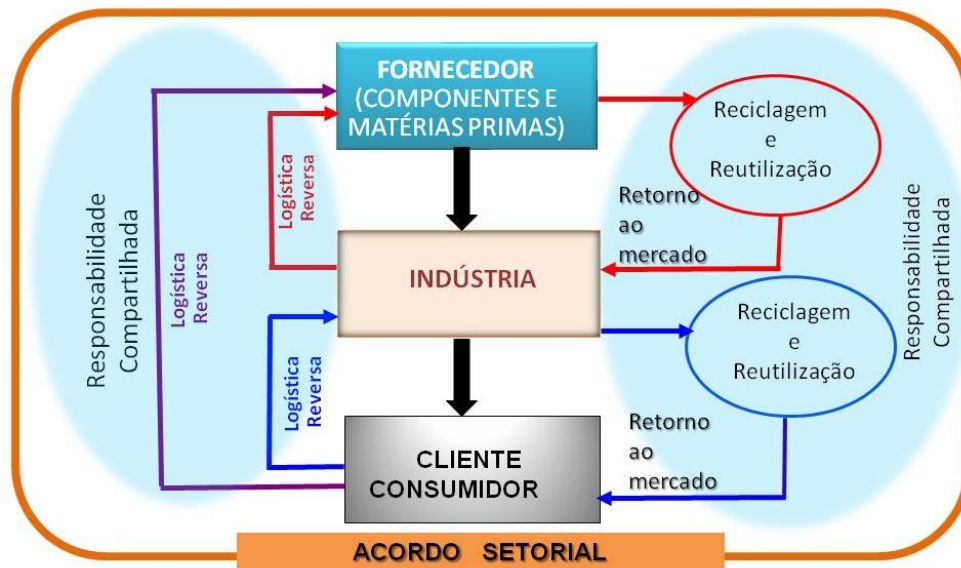 FORNECEDOR
(COMPONENTES E
MATÉRIAS PRIMAS)
Reciclagem
e
Reutilização
Logística
Reversa
Retorno
ao
mercado
Responsabilidade
Compartilhada
Logística
Reversa
INDÚSTRIA
Reciclagem
e
Reutilização
Responsabilidade
Compartilhada
Logística
Reversa
Retorno
ao
mercado
CLIENTE
CONSUMIDOR
ACORDO SETORIAL